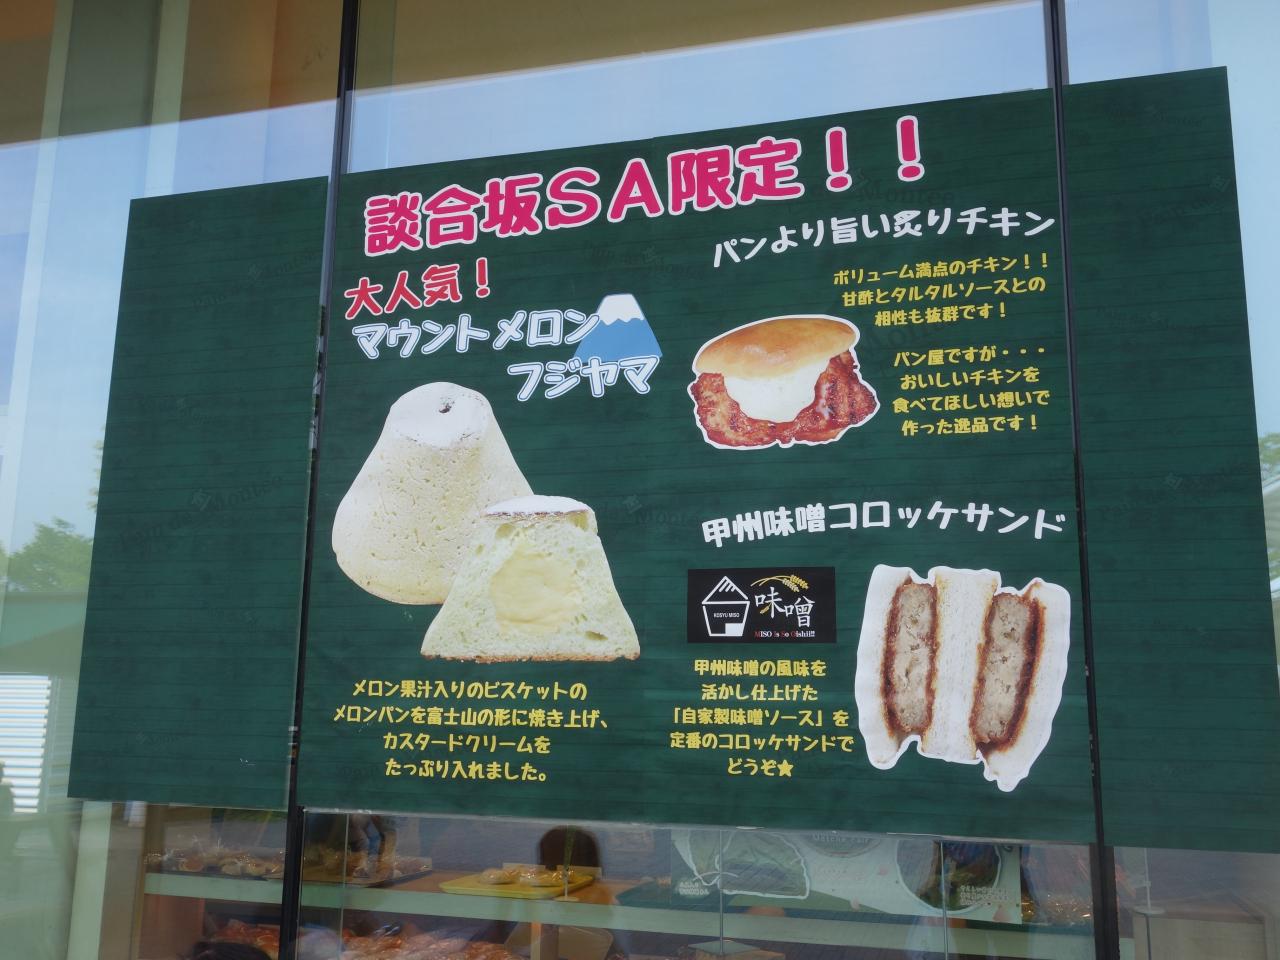 談合坂SA限定！！
大人気！
マウントメロン
フジヤマ
メロン果汁入りのビスケットの
メロンパンを富士山の形に焼き上げ、
カスタードクリームを
たっぷり入れました。
パンより旨い炙りチキン
ボリューム満点のチキン！！
甘酢とタルタルソースとの
相性も抜群です！
パン屋ですが・・・
おいしいチキンを
食べてほしい想いで
作った逸品です！
甲州味噌コロッケサンド
KOSYU MISO
味噌
MISO Is So Oishii!!
甲州味噌の風味を
活かし仕上げた
「自家製味噌ソース」を
定番のコロッケサンドで
どうぞ★